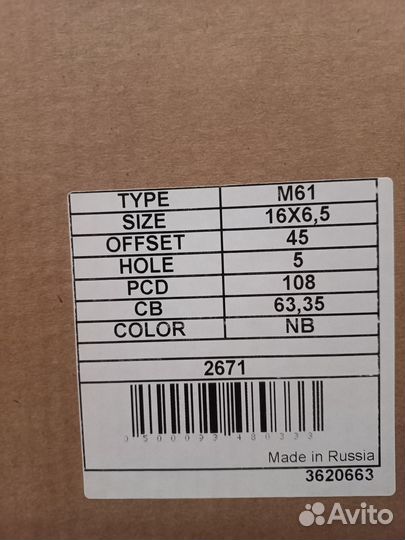 TYPE M61
SIZE 16X6,5
OFFSET 45
HOLE 5
PCD 108
CB 63,35
COLOR NB
2671
0500093480333
Made in Russia
3620663
Avito